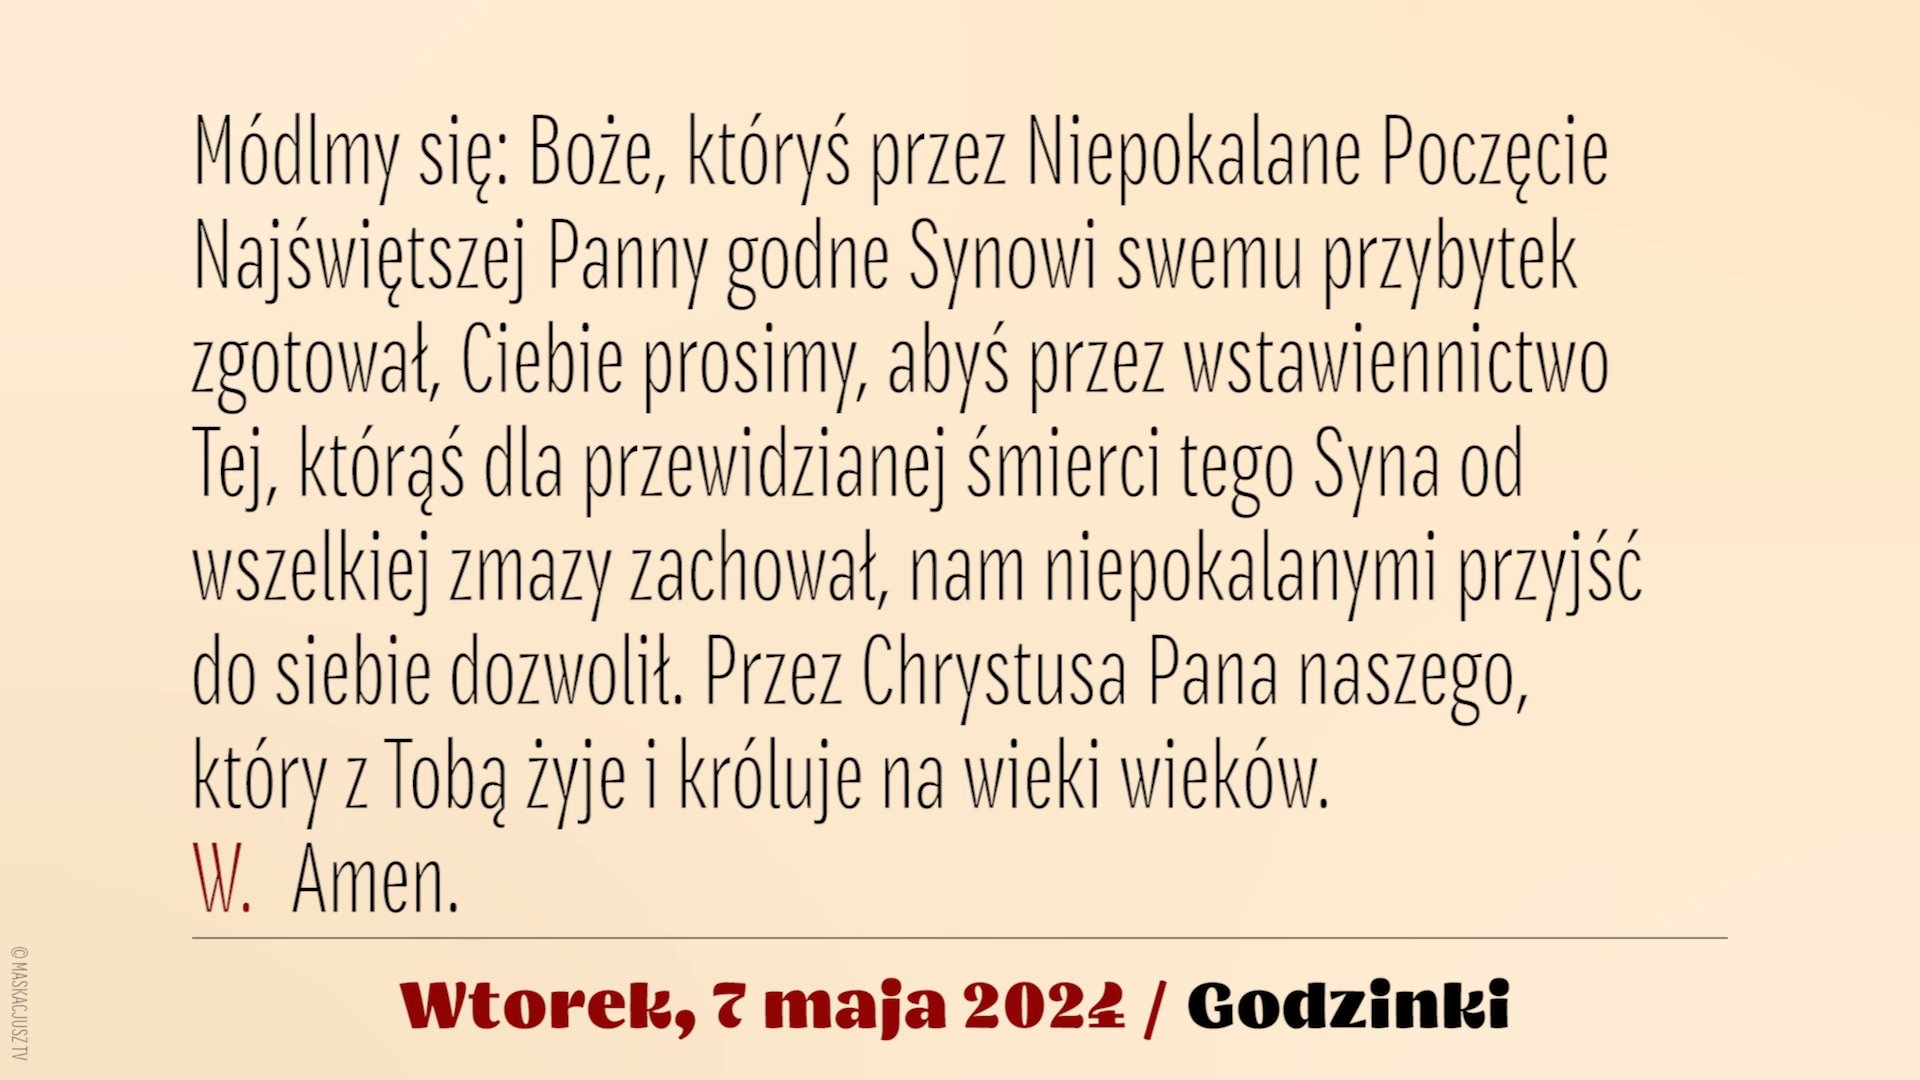 Módlmy się: Boże, któryś przez Niepokalane Poczęcie
Najświętszej Panny godne Synowi swemu przybytek
zgotował, Ciebie prosimy, abyś przez wstawiennictwo
Tej, którąś dla przewidzianej śmierci tego Syna od
wszelkiej zmazy zachował, nam niepokalanymi przyjść
do siebie dozwolił. Przez Chrystusa Pana naszego,
który z Tobą żyje i króluje na wieki wieków.
W. Amen.
Wtorek, 7 maja 2024 / Godzinki
© MASKACJUSZ TV